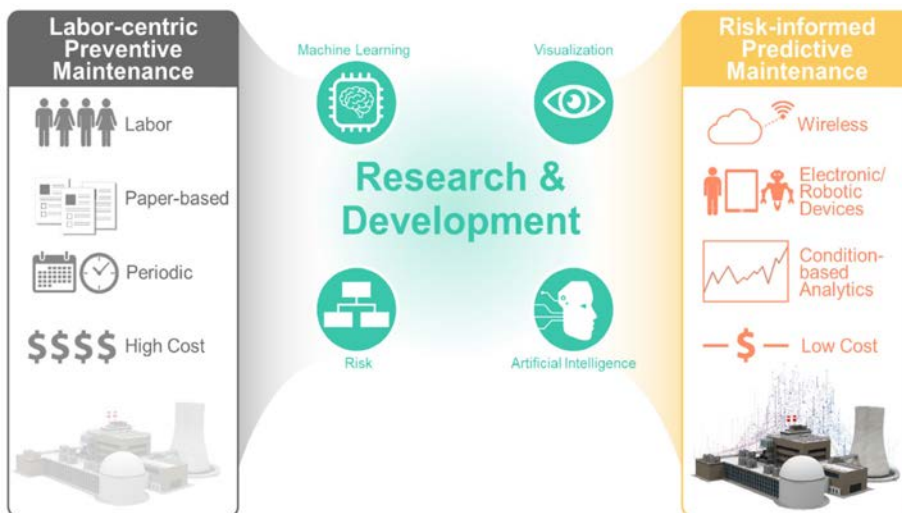 Labor-centric
Preventive
Maintenance
Labor
Paper-based
Periodic
$$$$ High Cost
Machine Learning
Visualization
Research &
Development
Risk
Artificial Intelligence
Risk-informed
Predictive
Maintenance
Wireless
Electronic/
Robotic
Devices
Condition-
based
Analytics
$ Low Cost